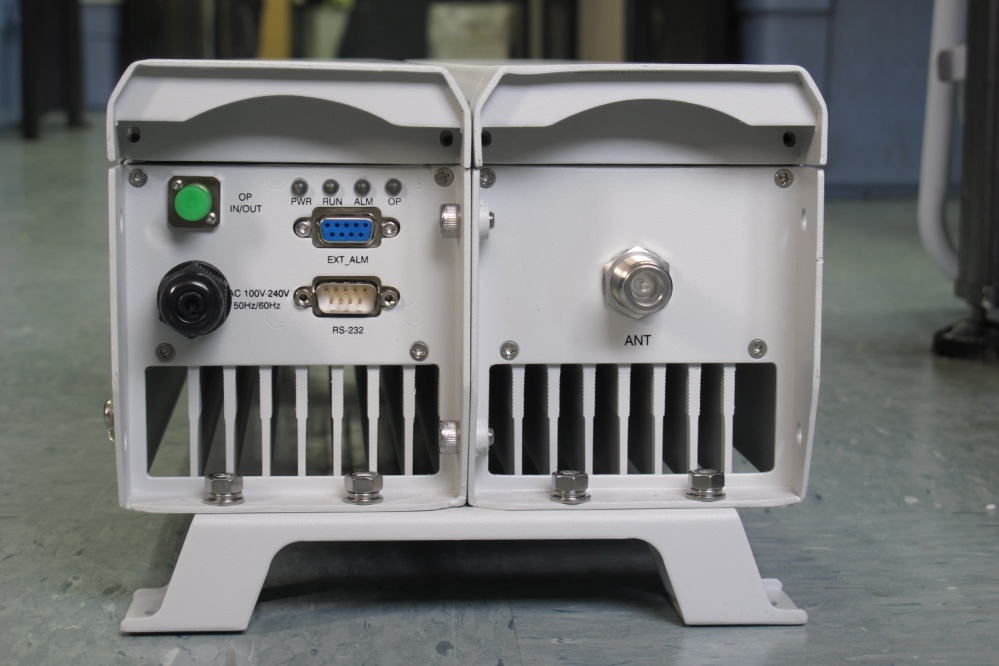 OP
IN/OUT
PWR RUN ALM OP
EXT_ALM
AC 100V-240V
50Hz/60Hz
RS-232
ANT